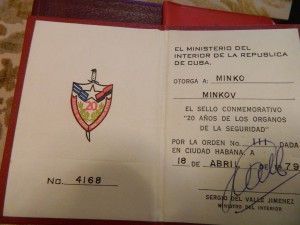 20
No. 4168
EL MINISTERIO DEL
INTERIOR DE LA REPUBLICA
DE CUBA.
OTORGA A: MINKO
MINKOV
EL SELLO CONMEMORATIVO
"20 AÑOS DE LOS ORGANOS
DE LA SEGURIDAD"
POR LA ORDEN No. III DADA
EN CIUDAD HABANA A
18 DE ABRIL 79
SERGIO DEL VALLE JIMENEZ
MINISTRO DEL INTERIOR